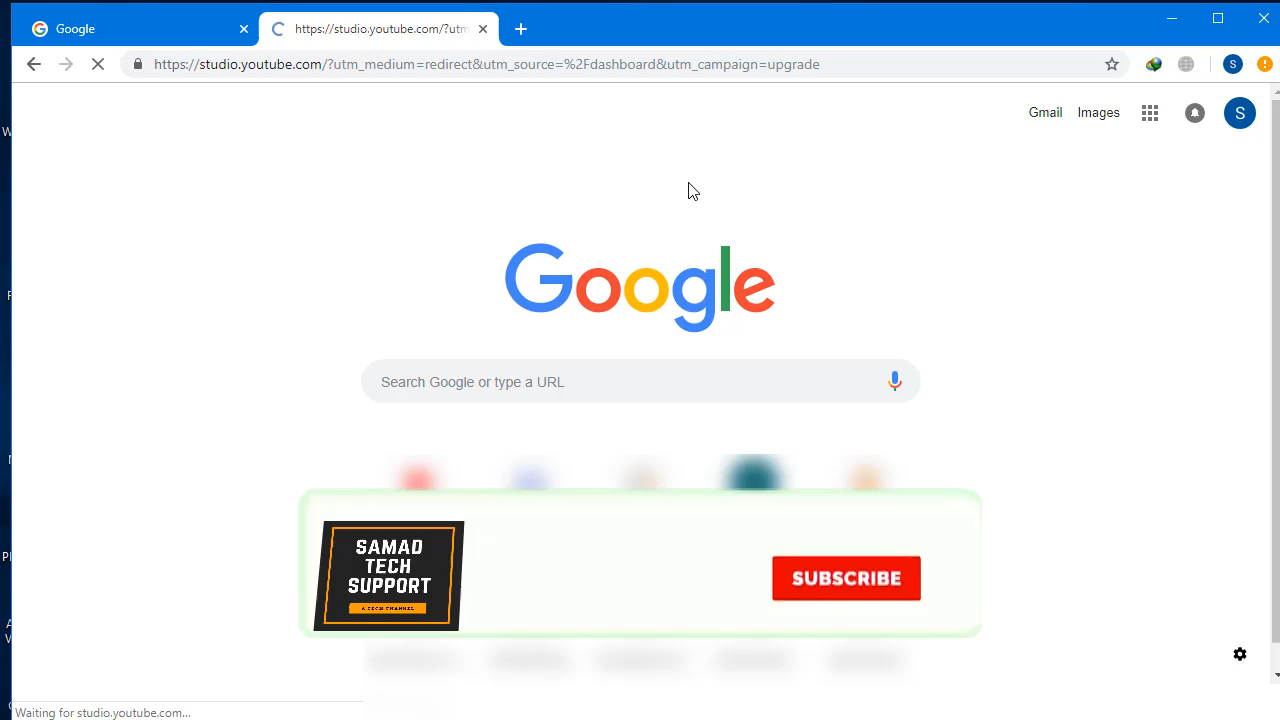 Google
https://studio.youtube.com/?utm
https://studio.youtube.com/?utm_medium=redirect&utm_source=%2Fdashboard&utm_campaign=upgrade
S
Gmail
Images
S
Google
Search Google or type a URL
SAMAD
TECH
SUPPORT
A TECH CHANNEL
SUBSCRIBE
Waiting for studio.youtube.com...